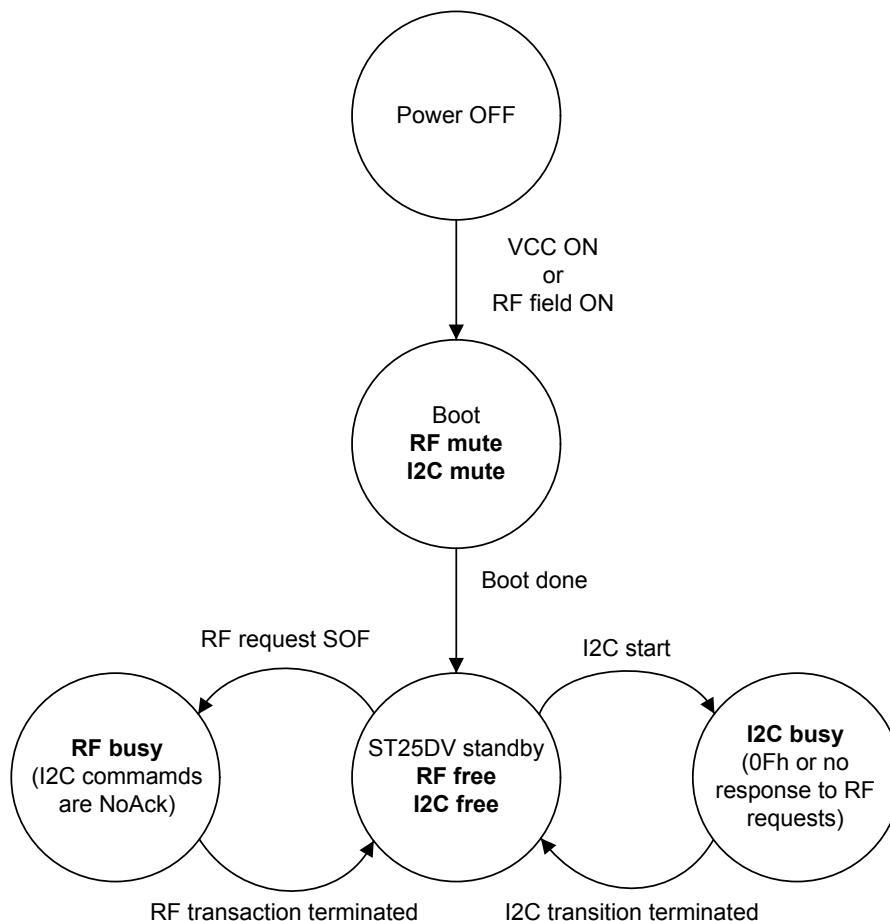 Power OFF
VCC ON
or
RF field ON
Boot
RF mute
I2C mute
Boot done
RF request SOF
I2C start
RF busy
(I2C commamds
are NoAck)
ST25DV standby
RF free
I2C free
I2C busy
(0Fh or no
response to RF
requests)
RF transaction terminated
I2C transition terminated